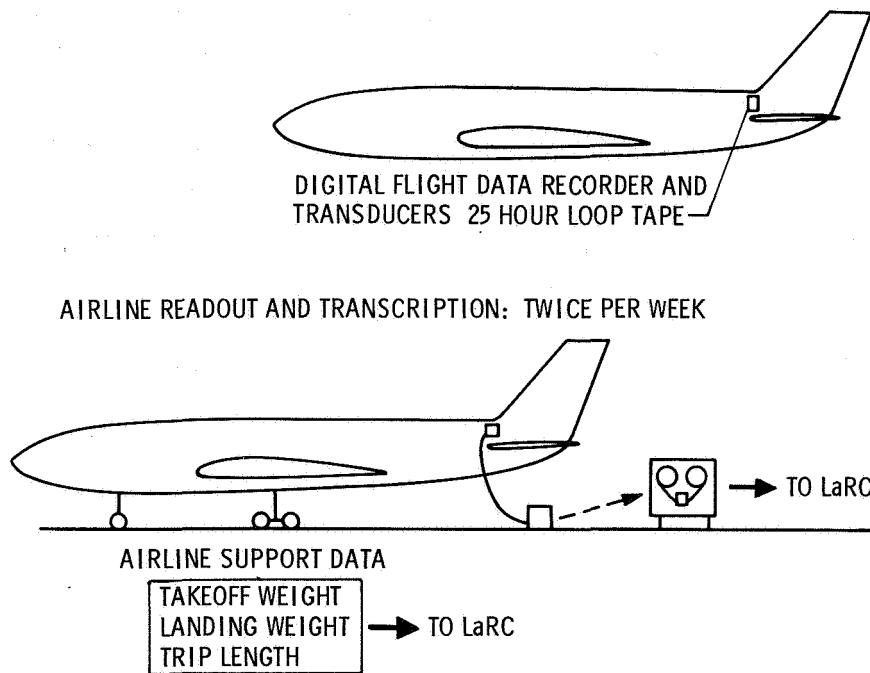 DIGITAL FLIGHT DATA RECORDER AND
TRANSDUCERS 25 HOUR LOOP TAPE
AIRLINE READOUT AND TRANSCRIPTION: TWICE PER WEEK
TO LaRC
AIRLINE SUPPORT DATA
TAKEOFF WEIGHT
LANDING WEIGHT
TRIP LENGTH
TO LaRC